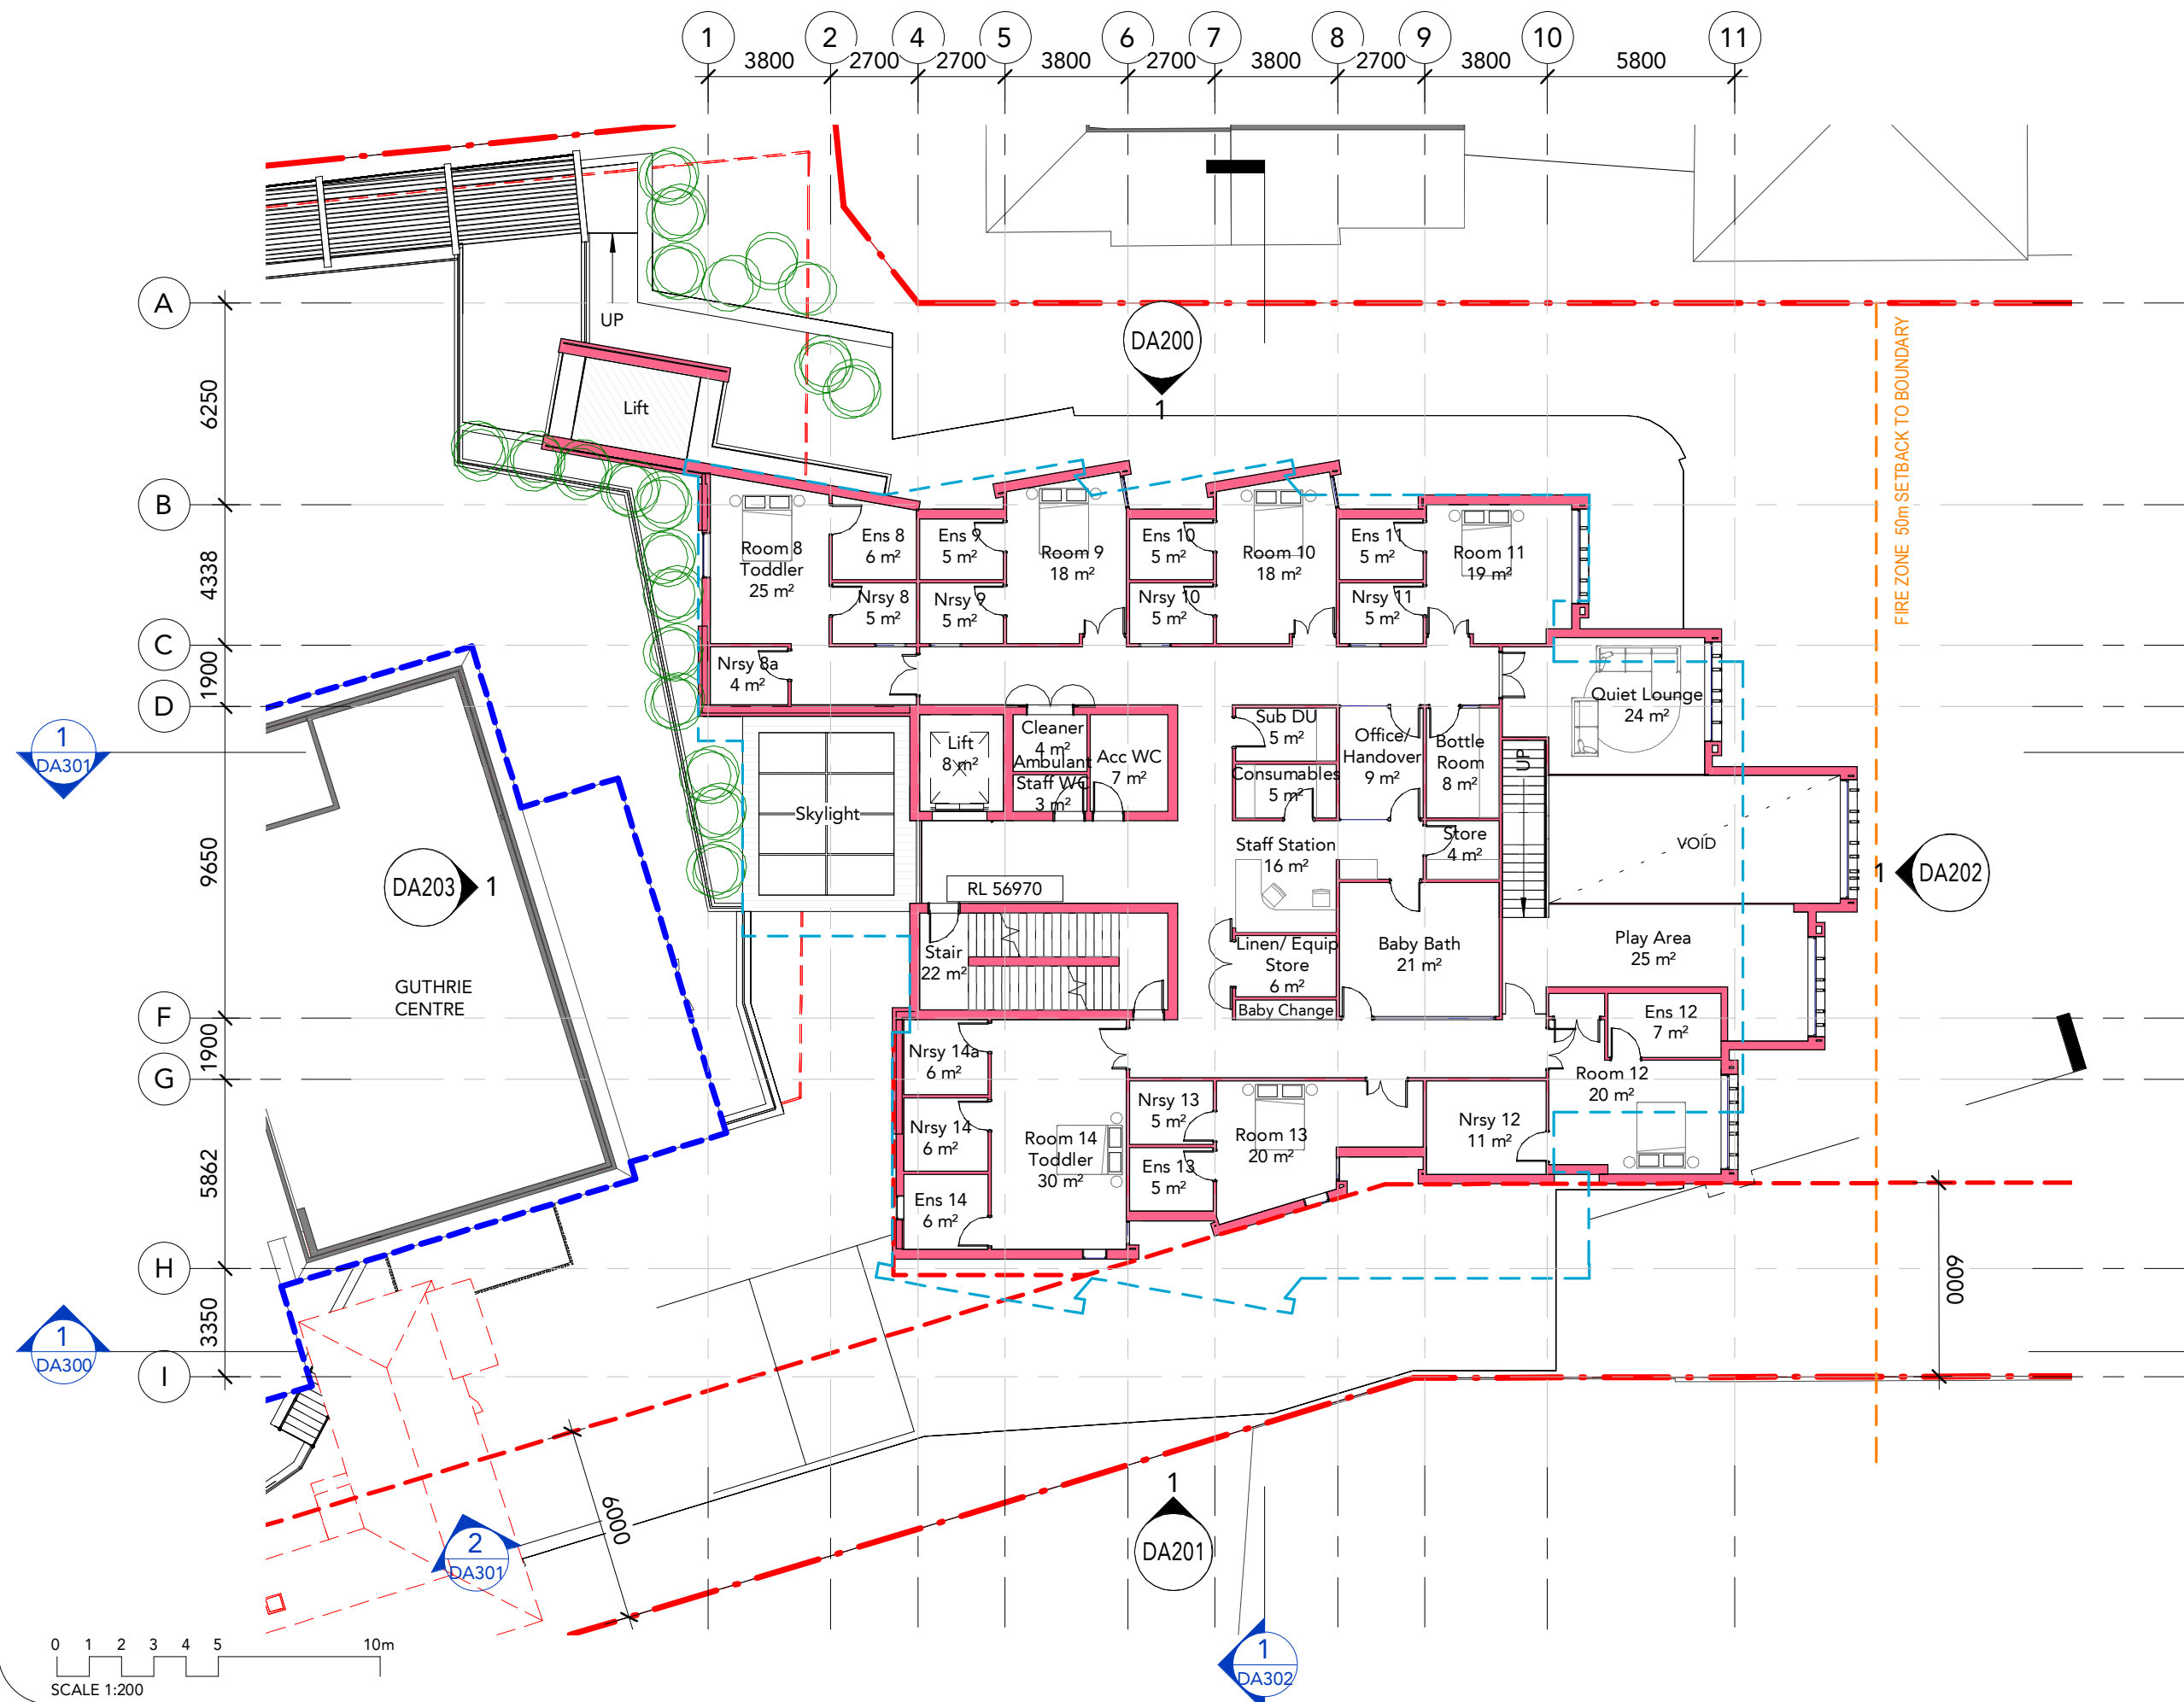 1 2 4 5 6 7 8 9 10 11
3800 2700 2700 3800 2700 3800 2700 3800 5800
A
UP
DA200
1
FIRE ZONE 50m SETBACK TO BOUNDARY
6250
Lift
B
4338
Room 8
Toddler
25 m²
Ens 8
6 m²
Ens 9
5 m²
Room 9
18 m²
Ens 10
5 m²
Room 10
18 m²
Ens 11
5 m²
Room 11
19 m²
Nrsy 8
5 m²
Nrsy 9
5 m²
Nrsy 10
5 m²
Nrsy 11
5 m²
C
1900
Nrsy 8a
4 m²
Quiet Lounge
24 m²
D
1
DA301
Lift
8 m²
Cleaner
4 m²
Ambulant
Staff WC
3 m²
Acc WC
7 m²
Sub DU
5 m²
Consumables
5 m²
Office/
Handover
9 m²
Bottle
Room
8 m²
UP
Skylight
9650
Staff Station
16 m²
Store
4 m²
VOID
DA203
1
RL 56970
1
DA202
Stair
22 m²
Linen/ Equip
Store
6 m²
Baby Change
Baby Bath
21 m²
Play Area
25 m²
GUTHRIE
CENTRE
F
1900
Ens 12
7 m²
Nrsy 14a
6 m²
G
Room 12
20 m²
Nrsy 13
5 m²
Nrsy 14
6 m²
Room 14
Toddler
30 m²
Room 13
20 m²
Nrsy 12
11 m²
5862
Ens 13
5 m²
Ens 14
6 m²
H
6000
3350
1
DA300
I
6000
2
DA301
1
DA201
0 1 2 3 4 5 10m
SCALE 1:200
1
DA302